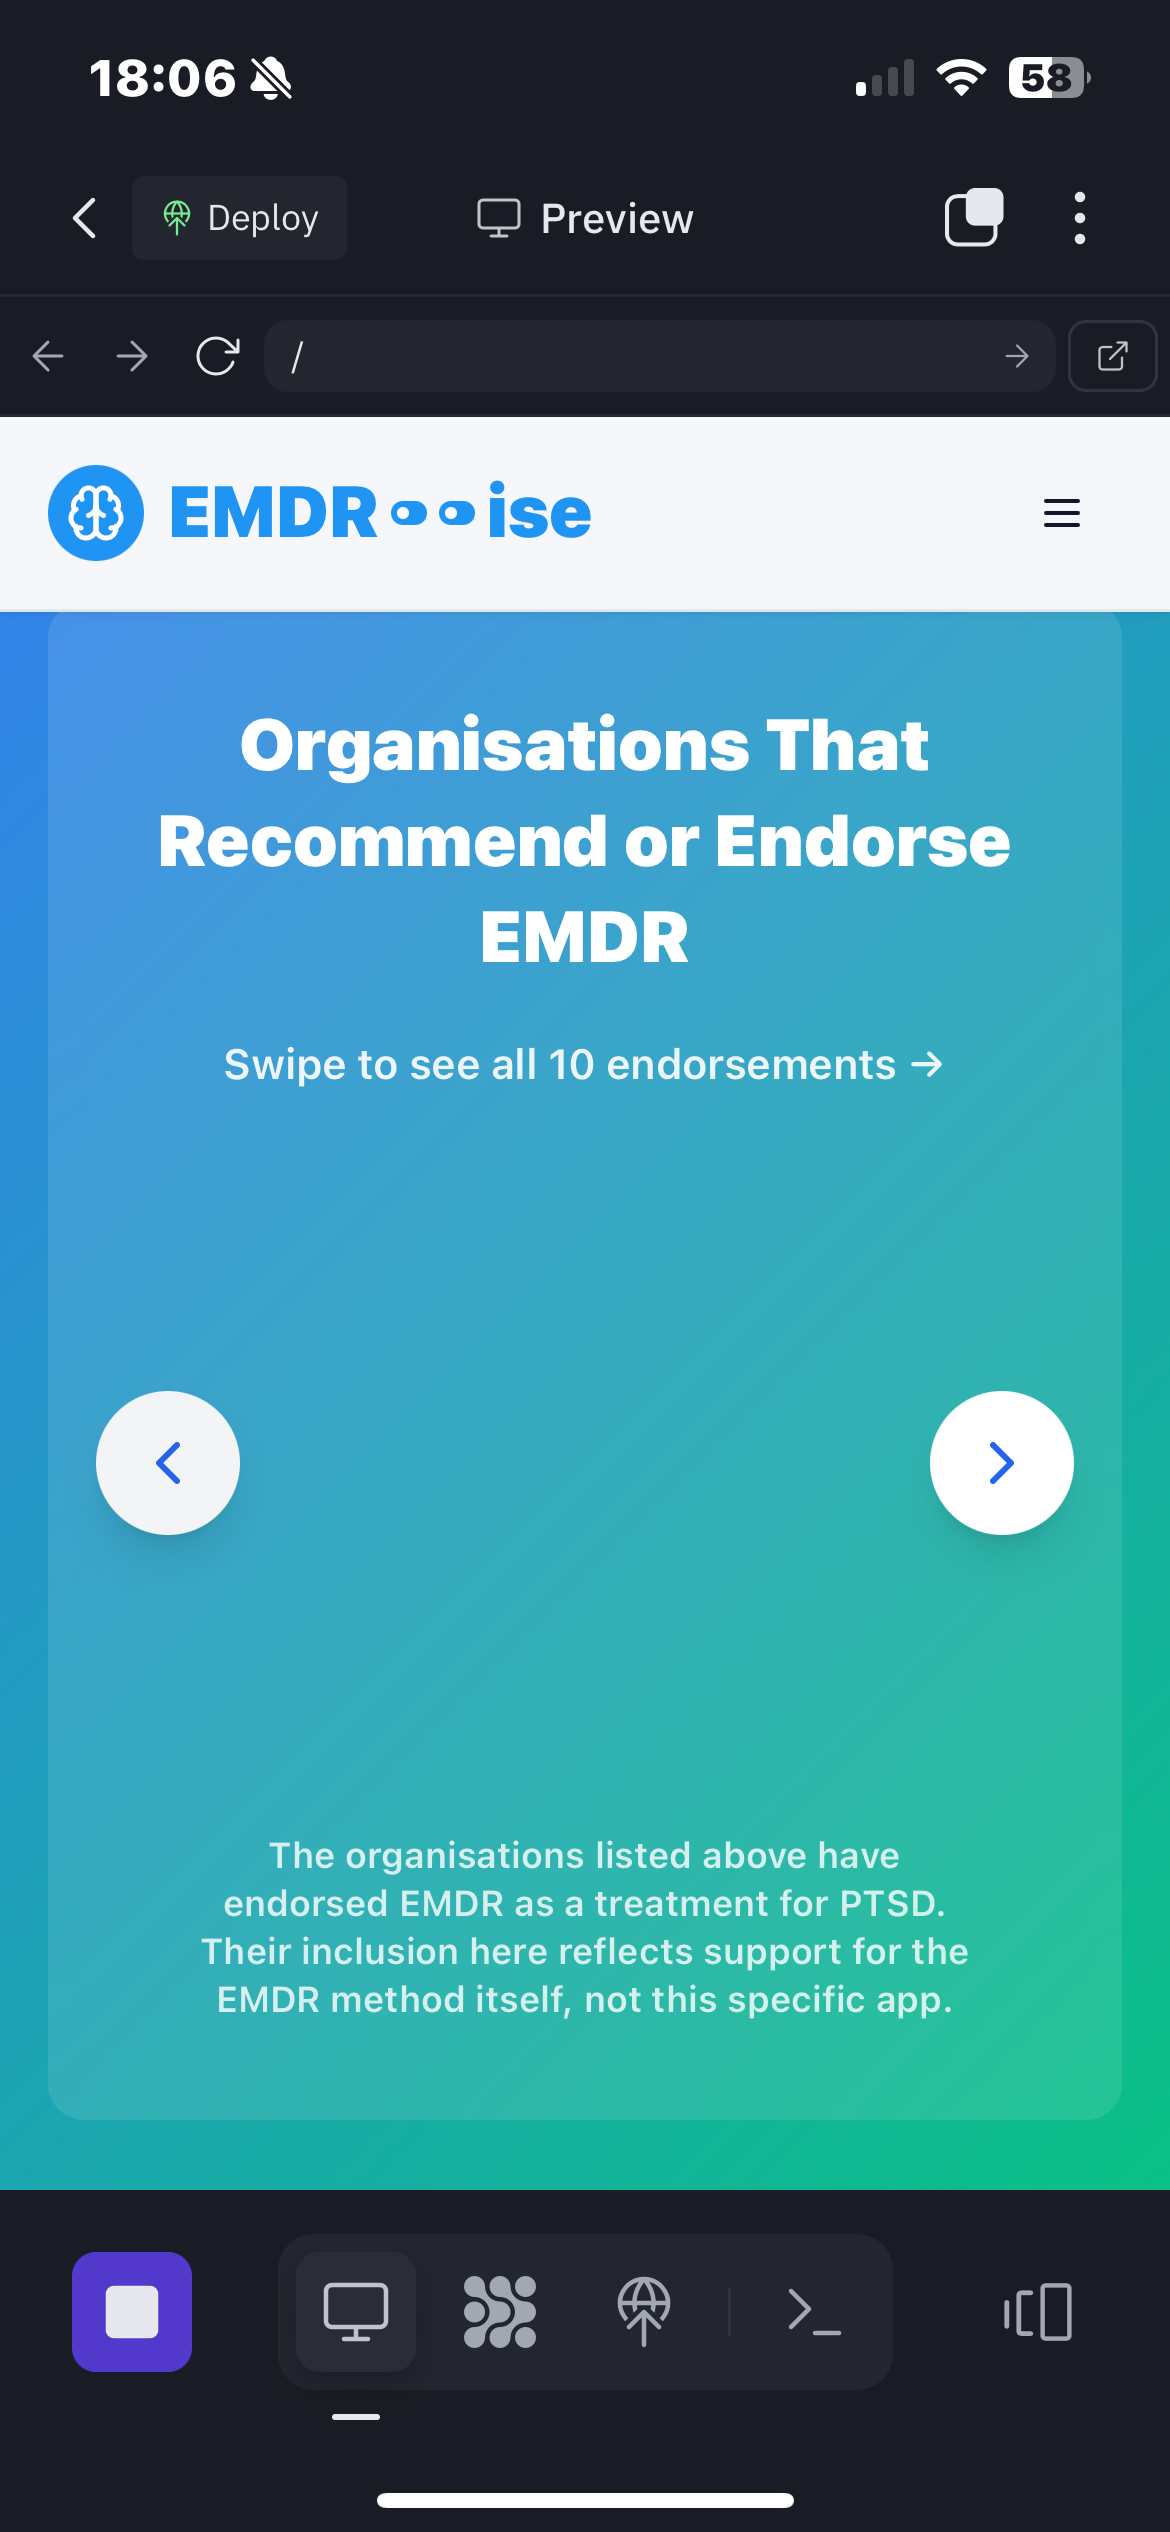 18:06
58
Deploy
Preview
/
EMDR ise
Organisations That
Recommend or Endorse
EMDR
Swipe to see all 10 endorsements →
The organisations listed above have
endorsed EMDR as a treatment for PTSD.
Their inclusion here reflects support for the
EMDR method itself, not this specific app.